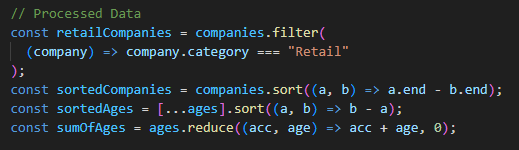 // Processed Data
const retailCompanies = companies.filter(
  (company) => company.category === "Retail"
);
const sortedCompanies = companies.sort((a, b) => a.end - b.end);
const sortedAges = [...ages].sort((a, b) => b - a);
const sumOfAges = ages.reduce((acc, age) => acc + age, 0);